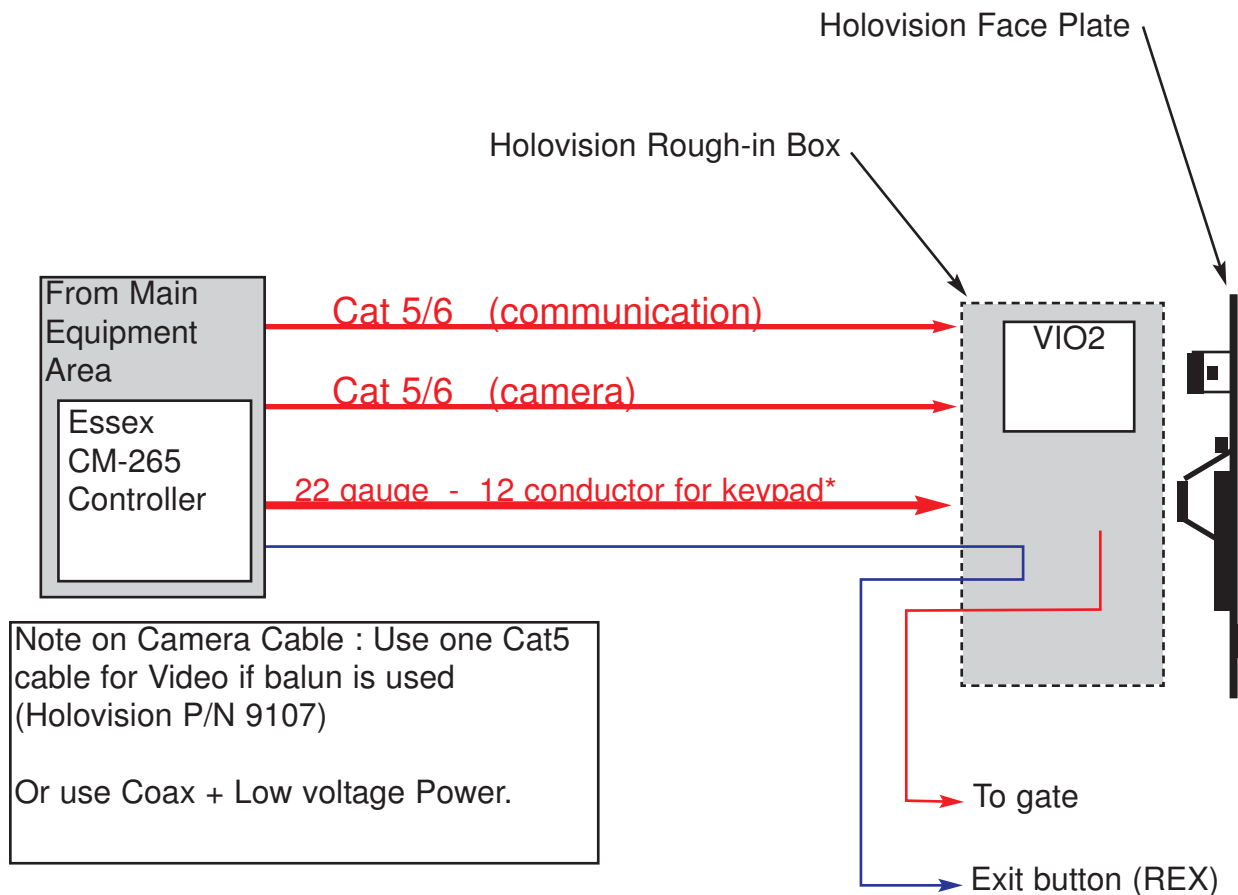 Holovision Face Plate
Holovision Rough-in Box
From Main
Equipment
Area
Essex
CM-265
Controller
Cat 5/6 (communication)
Cat 5/6 (camera)
22 gauge - 12 conductor for keypad*
VIO2
Note on Camera Cable : Use one Cat5
cable for Video if balun is used
(Holovision P/N 9107)
Or use Coax + Low voltage Power.
To gate
Exit button (REX)